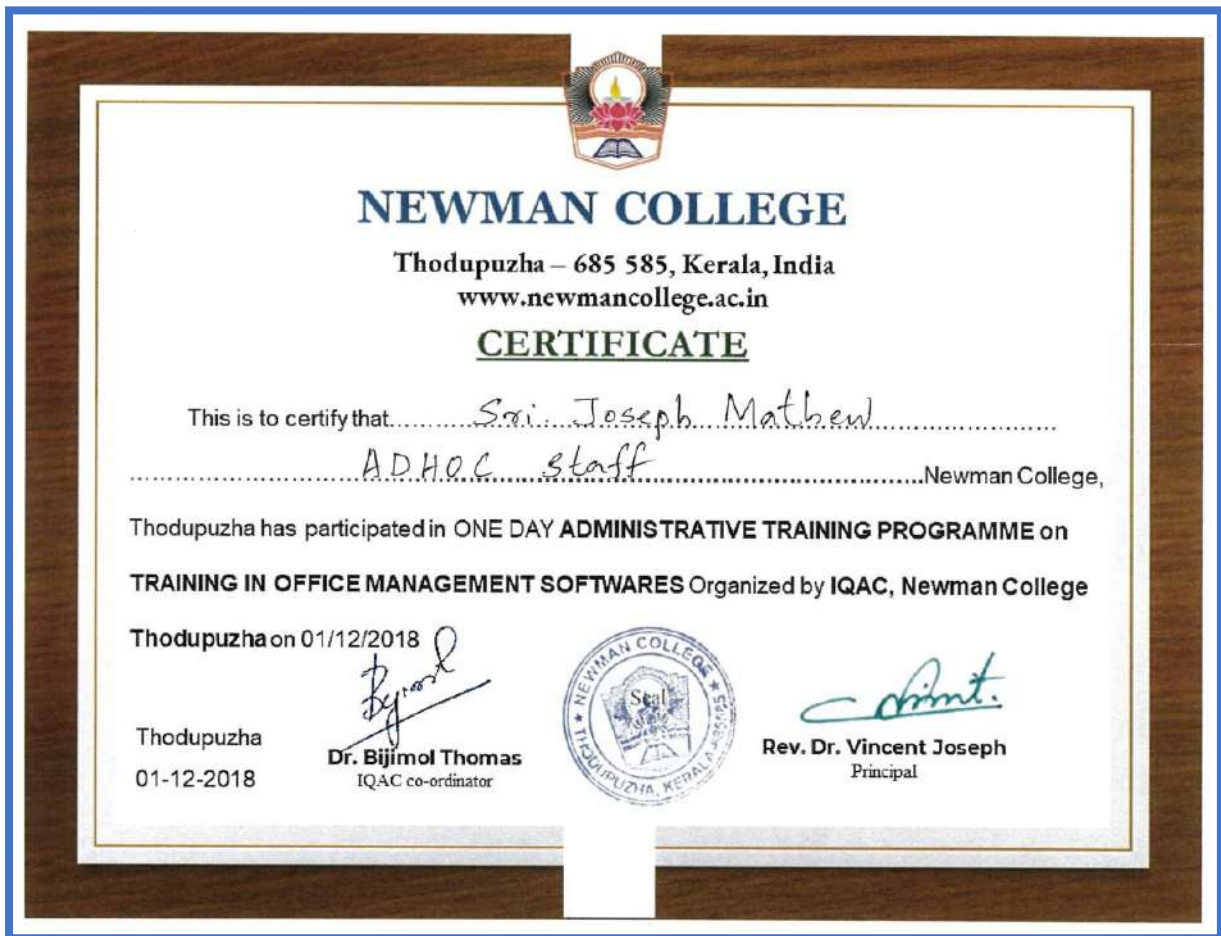 NEWMAN COLLEGE
Thodupuzha – 685 585, Kerala, India
www.newmancollege.ac.in
CERTIFICATE
This is to certify that..........Sri. Joseph Mathew....................
..............................ADHOC staff........................................Newman College,
Thodupuzha has participated in ONE DAY ADMINISTRATIVE TRAINING PROGRAMME on
TRAINING IN OFFICE MANAGEMENT SOFTWARES Organized by IQAC, Newman College
Thodupuzha on 01/12/2018
Thodupuzha
01-12-2018
Dr. Bijimol Thomas
IQAC co-ordinator
NEWMAN COLLEGE
Seal
THODUPUZHA, KERALA-685585
Rev. Dr. Vincent Joseph
Principal